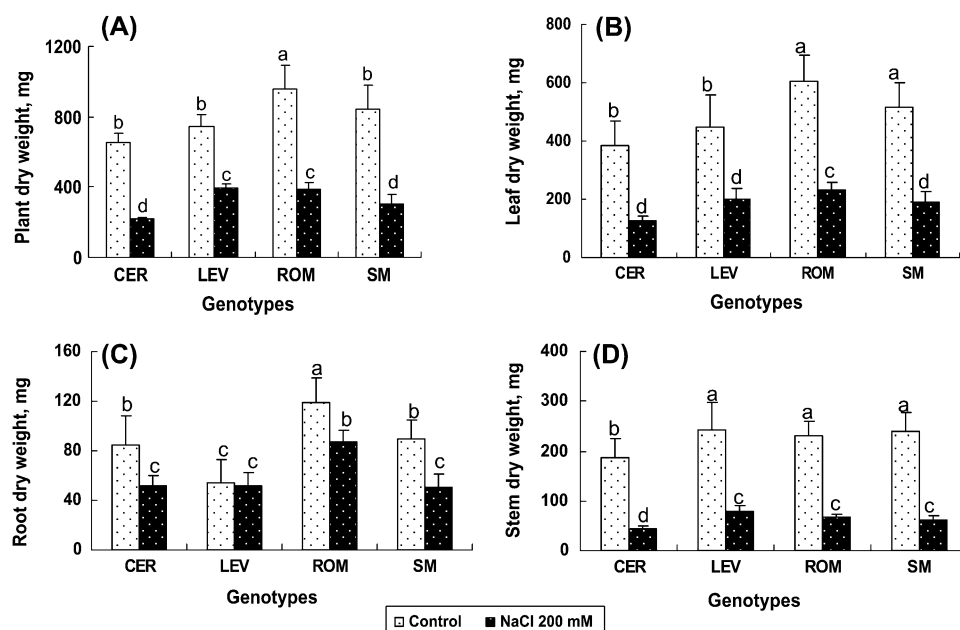 (A)
Plant dry weight, mg
1200
800
400
0
b
d
b
c
a
c
b
d
CER LEV ROM SM
Genotypes
(B)
Leaf dry weight, mg
800
600
400
200
0
b
d
b
d
a
c
a
d
CER LEV ROM SM
Genotypes
(C)
Root dry weight, mg
160
120
80
40
0
b
c
c
c
a
b
b
c
CER LEV ROM SM
Genotypes
(D)
Stem dry weight, mg
400
300
200
100
0
b
d
a
c
a
c
a
c
CER LEV ROM SM
Genotypes
Control NaCl 200 mM